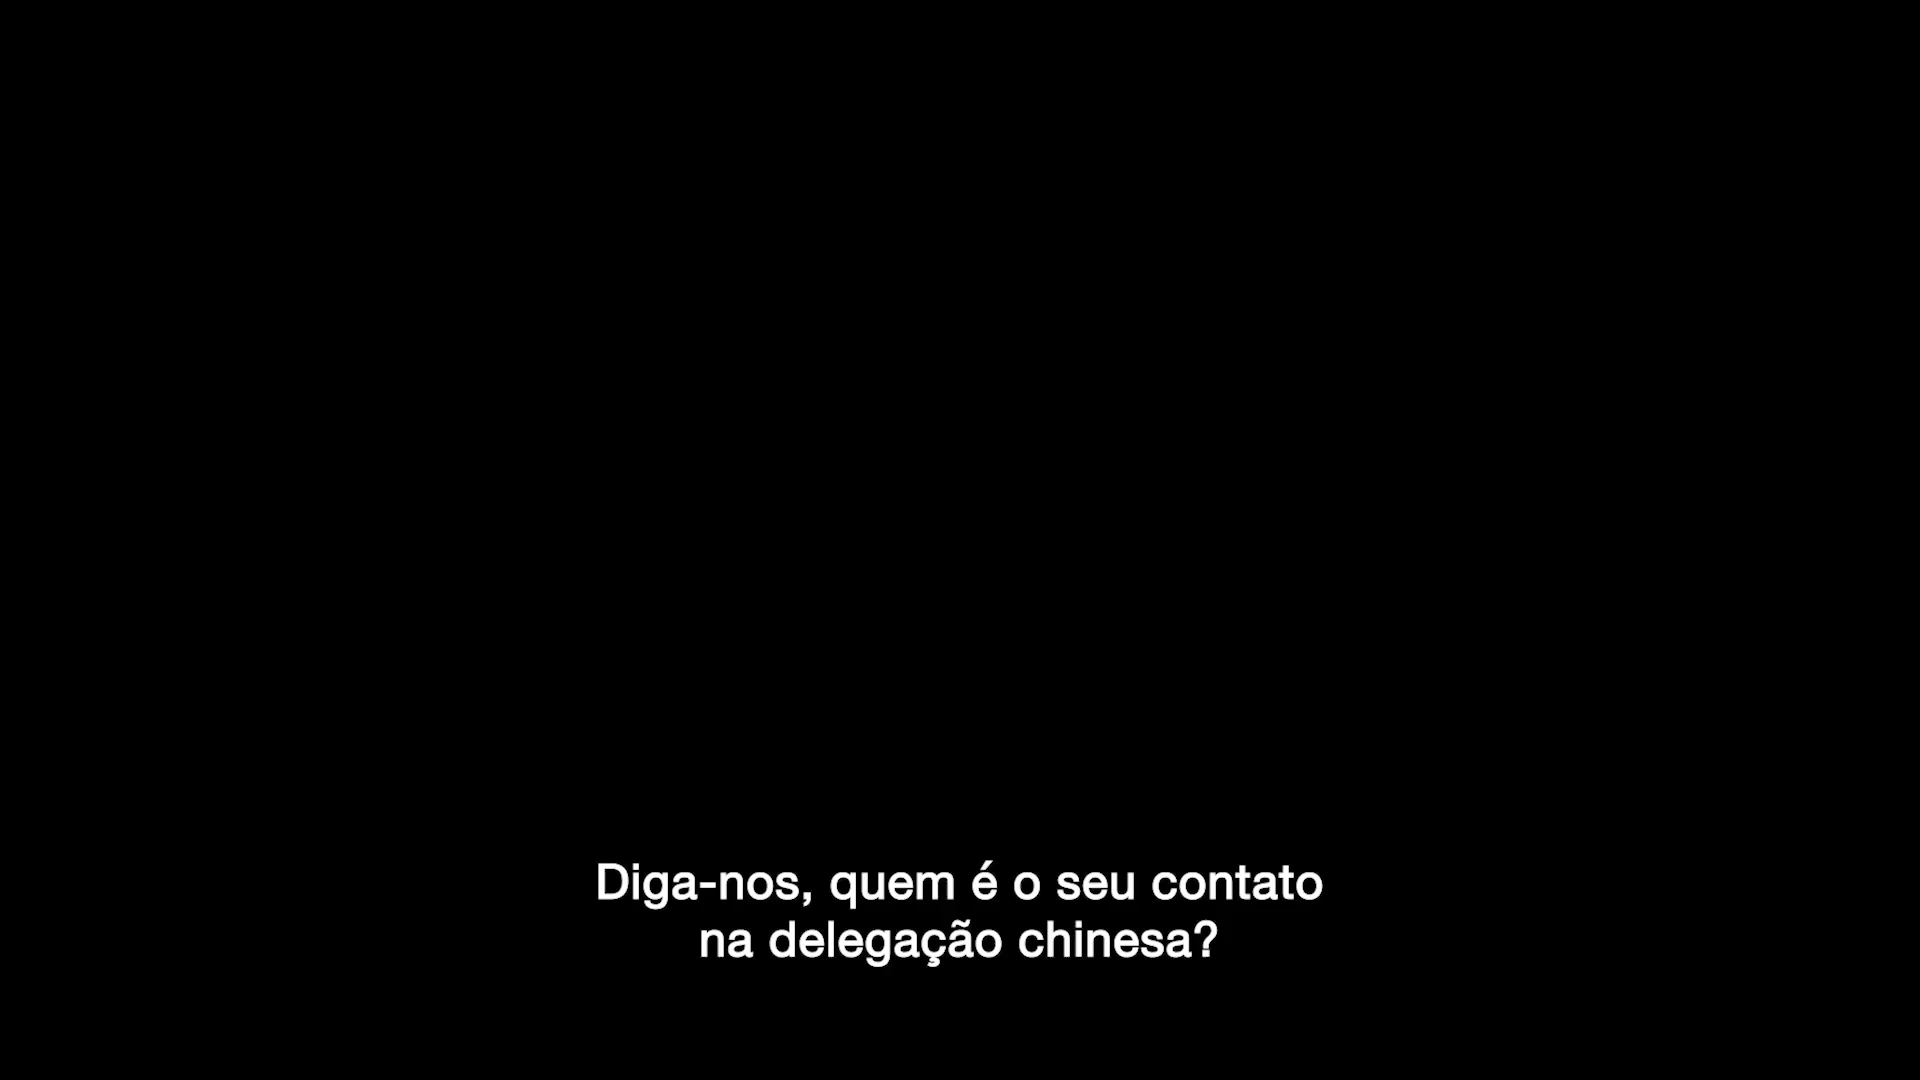 Diga-nos, quem é o seu contato
na delegação chinesa?